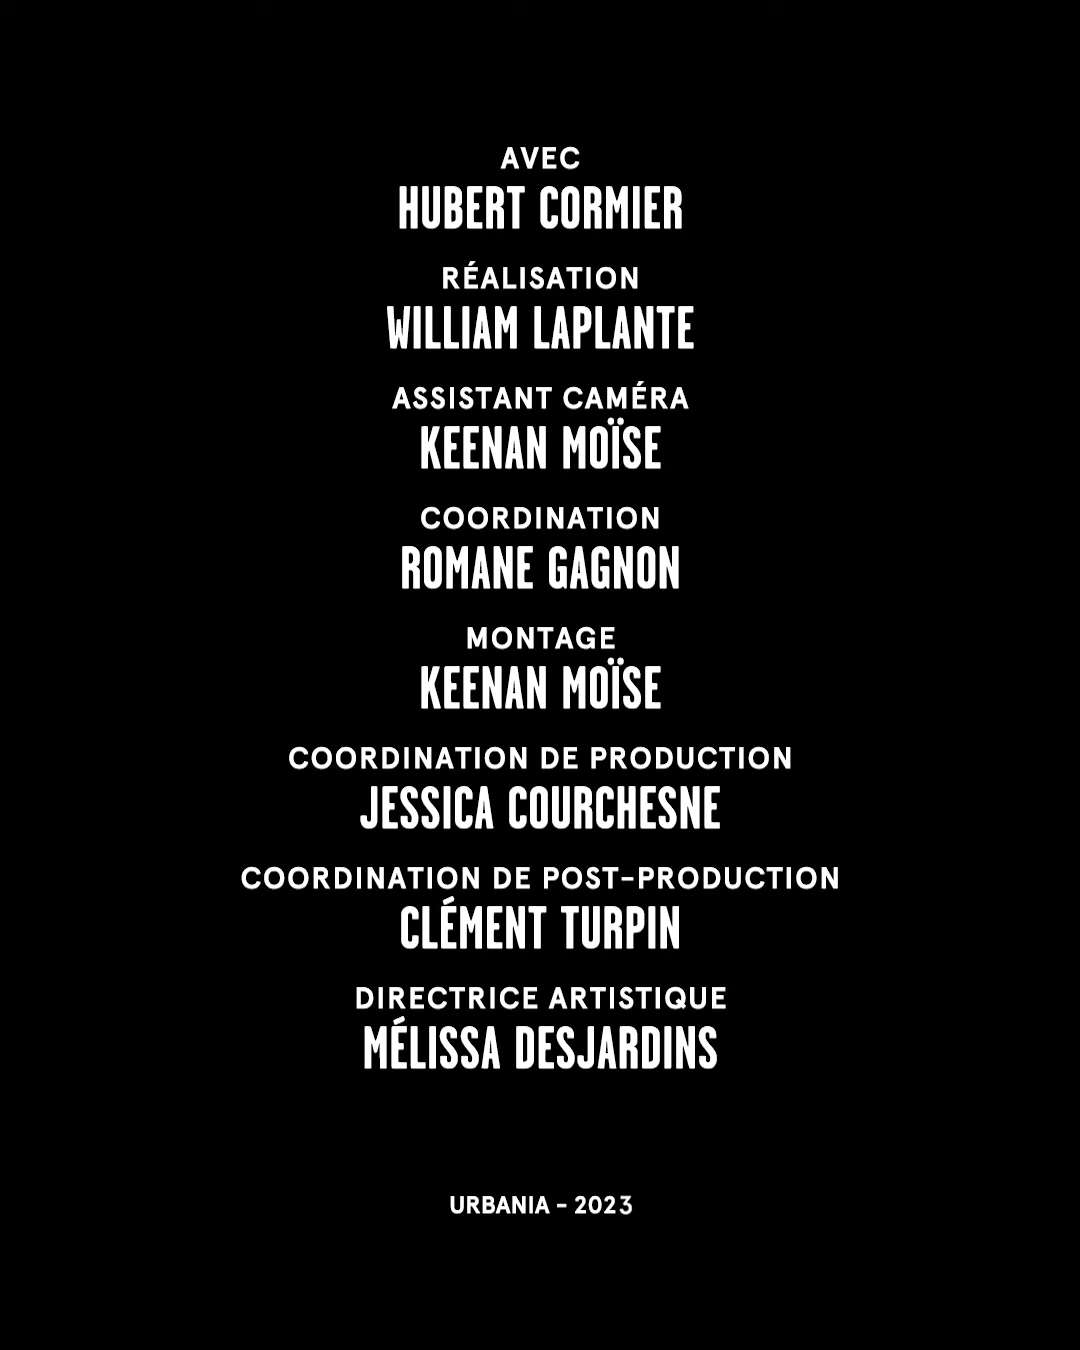 AVEC
HUBERT CORMIER
RÉALISATION
WILLIAM LAPLANTE
ASSISTANT CAMÉRA
KEENAN MOÏSE
COORDINATION
ROMANE GAGNON
MONTAGE
KEENAN MOÏSE
COORDINATION DE PRODUCTION
JESSICA COURCHESNE
COORDINATION DE POST-PRODUCTION
CLÉMENT TURPIN
DIRECTRICE ARTISTIQUE
MÉLISSA DESJARDINS
URBANIA - 2023